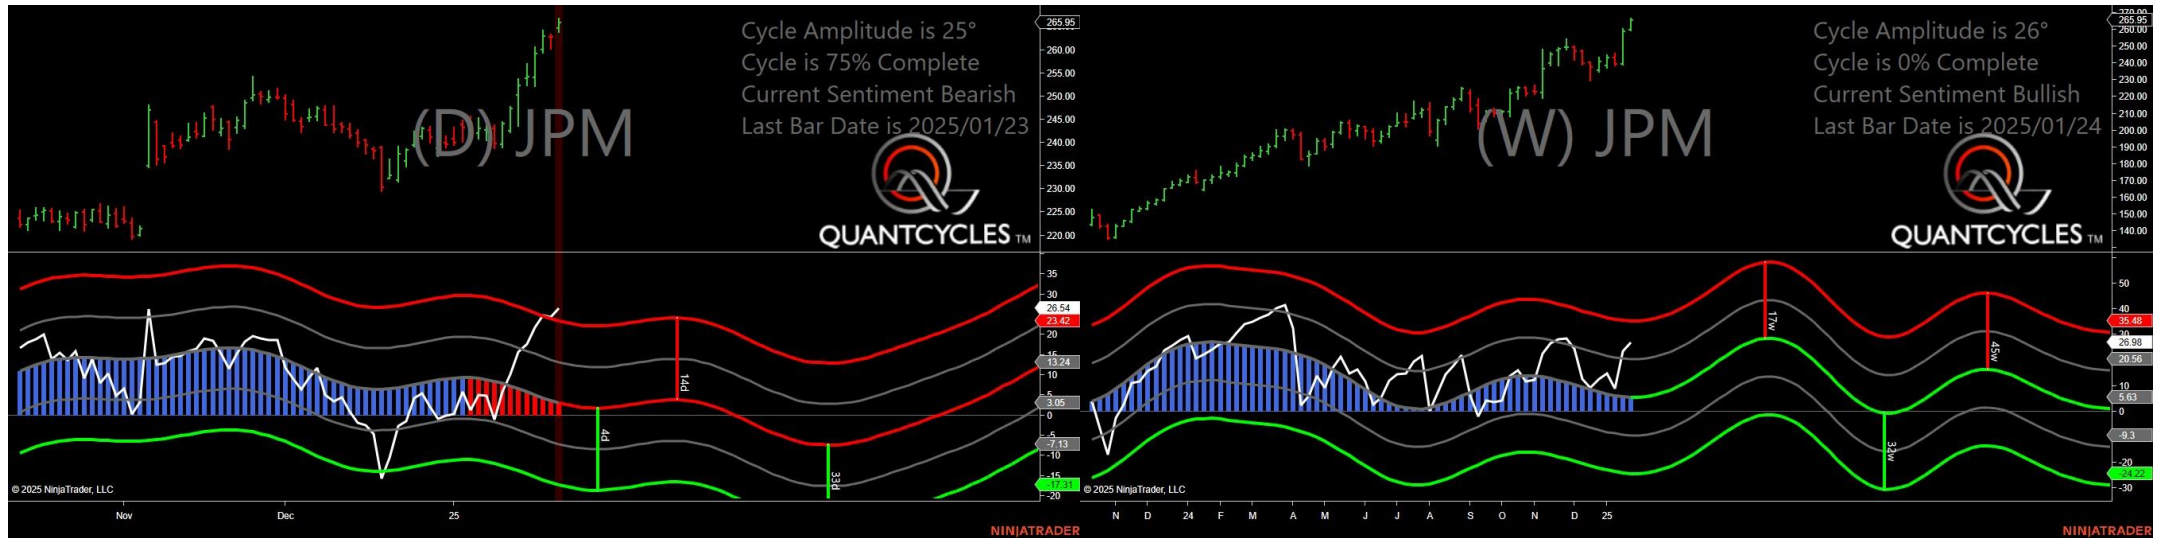 Cycle Amplitude is 25°
Cycle is 75% Complete
Current Sentiment Bearish
Last Bar Date is 2025/01/23
(D) JPM
QUANTCYCLES TM
265.95
260.00
255.00
250.00
245.00
240.00
235.00
230.00
225.00
220.00
35
30
26.54
23.42
20
13.24
10
3.05
0
-5
-7.13
-10
-15
-17.31
-20
14d
4d
33d
© 2025 NinjaTrader, LLC
Nov Dec 25
NINJATRADER
Cycle Amplitude is 26°
Cycle is 0% Complete
Current Sentiment Bullish
Last Bar Date is 2025/01/24
(W) JPM
QUANTCYCLES TM
270.00
265.95
260.00
250.00
240.00
230.00
220.00
210.00
200.00
190.00
180.00
170.00
160.00
150.00
140.00
50
40
35.48
30
26.98
20.56
10
5.63
0
-9.3
-20
-24.22
-30
17w
45w
32w
© 2025 NinjaTrader, LLC
N D 24 F M A M J J A S O N D 25
NINJATRADER